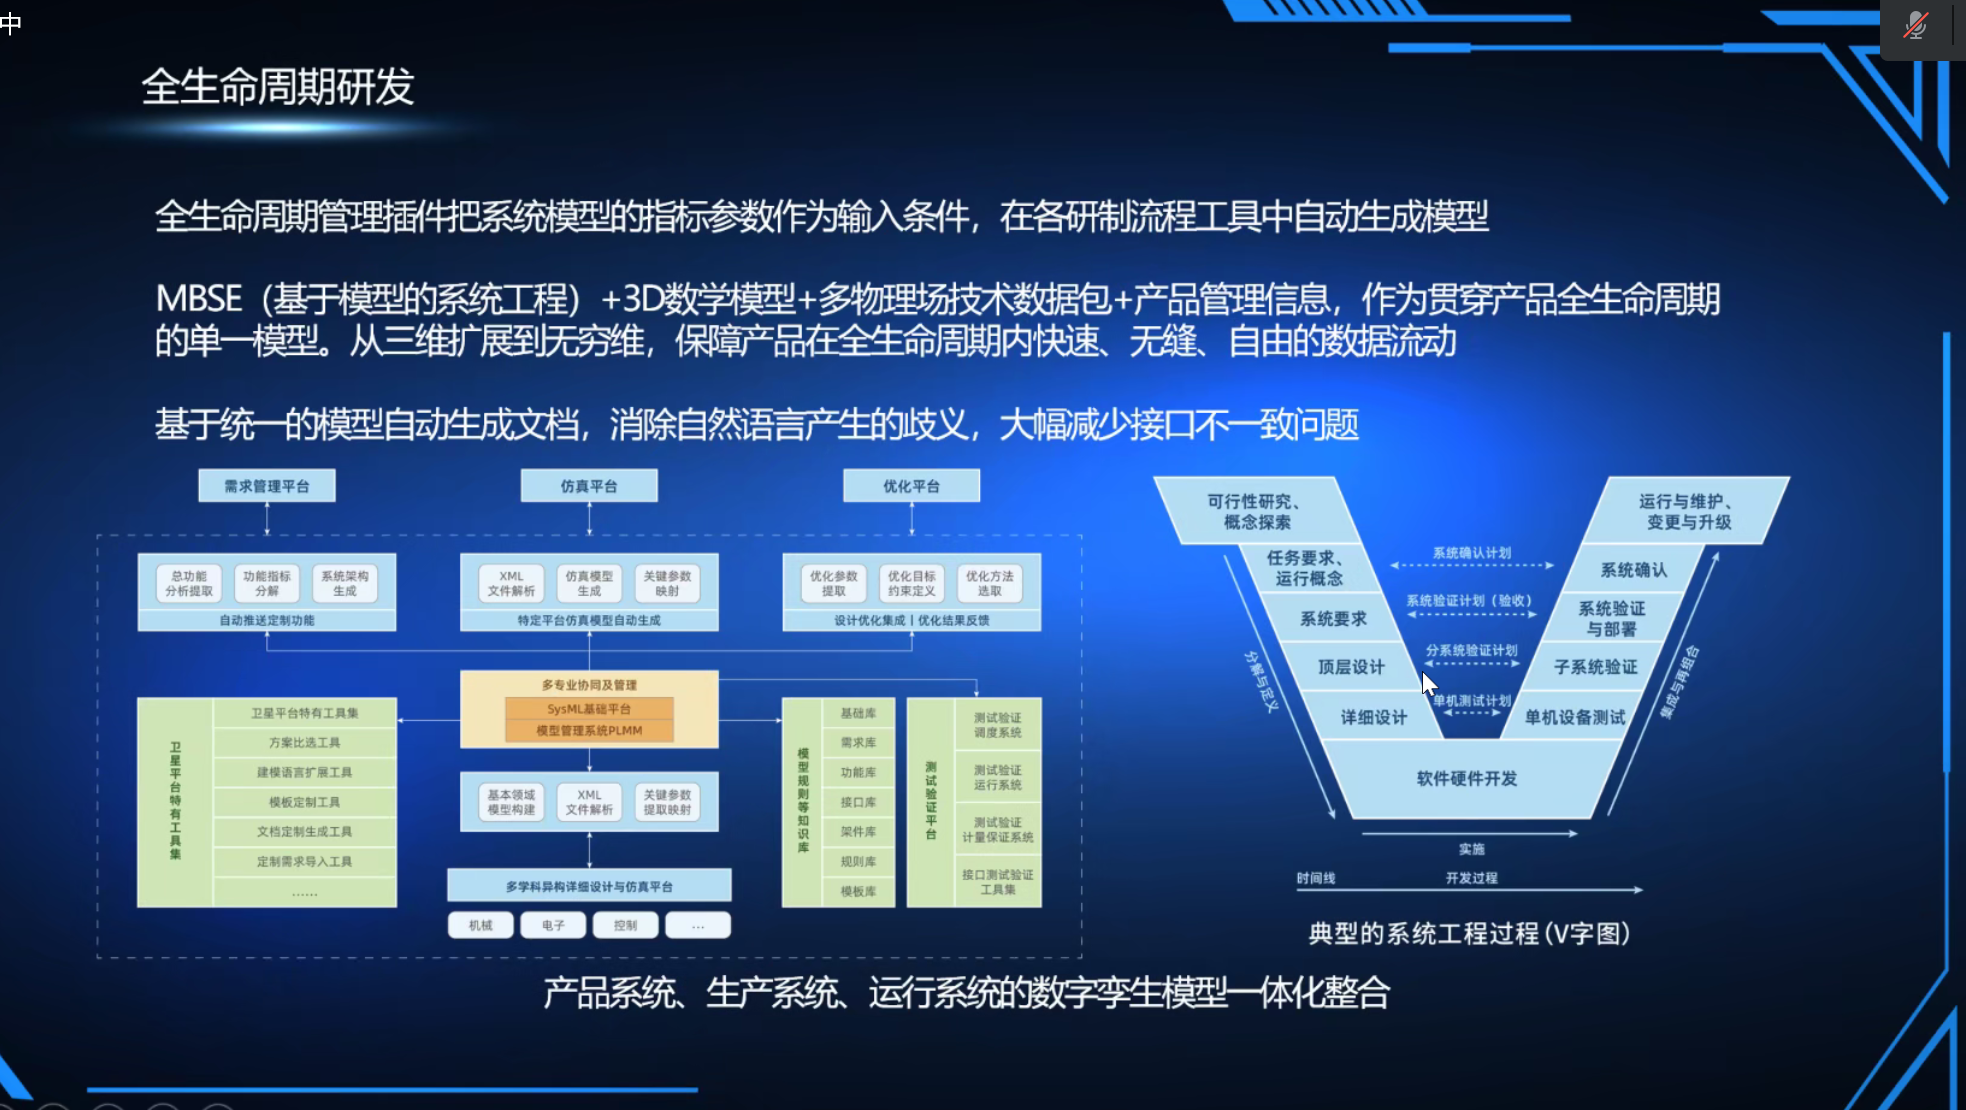 中
全生命周期研发
全生命周期管理插件把系统模型的指标参数作为输入条件，在各研制流程工具中自动生成模型
MBSE（基于模型的系统工程）+3D数学模型+多物理场技术数据包+产品管理信息，作为贯穿产品全生命周期
的单一模型。从三维扩展到无穷维，保障产品在全生命周期内快速、无缝、自由的数据流动
基于统一的模型自动生成文档，消除自然语言产生的歧义，大幅减少接口不一致问题
需求管理平台
仿真平台
优化平台
总功能
分析提取
功能指标
分解
系统架构
生成
自动推送定制功能
XML
文件解析
仿真模型
生成
关键参数
映射
特定平台仿真模型自动生成
优化参数
提取
优化目标
约束定义
优化方法
选取
设计优化集成 | 优化结果反馈
多专业协同及管理
SysML基础平台
模型管理系统PLMM
卫星平台特有工具集
卫星平台特有工具集
方案比选工具
建模语言扩展工具
模板定制工具
文档定制生成工具
定制需求导入工具
......
基本领域
模型构建
XML
文件解析
关键参数
提取映射
多学科异构详细设计与仿真平台
机械
电子
控制
...
模型规则等知识库
基础库
需求库
功能库
接口库
架件库
规则库
模板库
测试验证平台
测试验证
调度系统
测试验证
运行系统
测试验证
计量保证系统
接口测试验证
工具集
可行性研究、
概念探索
任务要求、
运行概念
系统要求
顶层设计
详细设计
软件硬件开发
运行与维护、
变更与升级
系统确认
系统验证
与部署
子系统验证
单机设备测试
系统确认计划
系统验证计划（验收）
分系统验证计划
单机测试计划
分解与定义
集成与再组合
实施
时间线
开发过程
典型的系统工程过程(V字图)
产品系统、生产系统、运行系统的数字孪生模型一体化整合